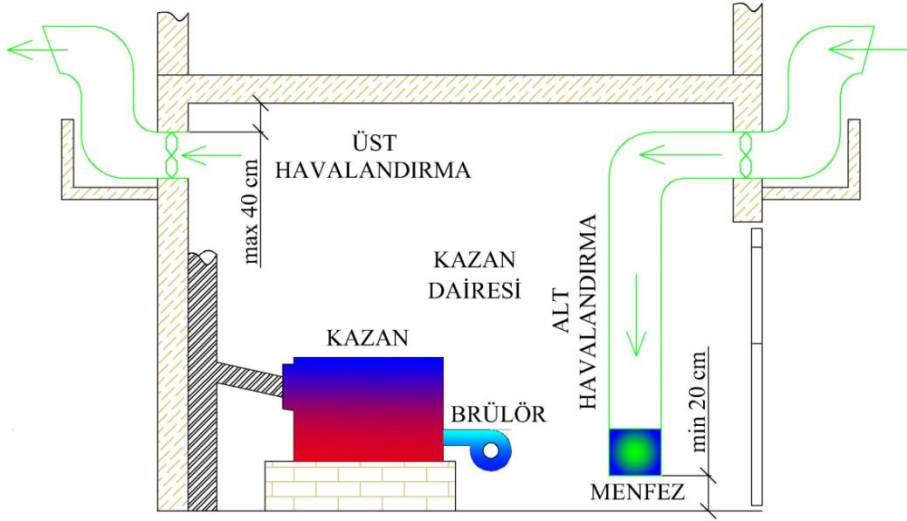 ÜST
HAVALANDIRMA
max 40 cm
KAZAN
DAİRESİ
ALT
HAVALANDIRMA
KAZAN
BRÜLÖR
min 20 cm
MENFEZ